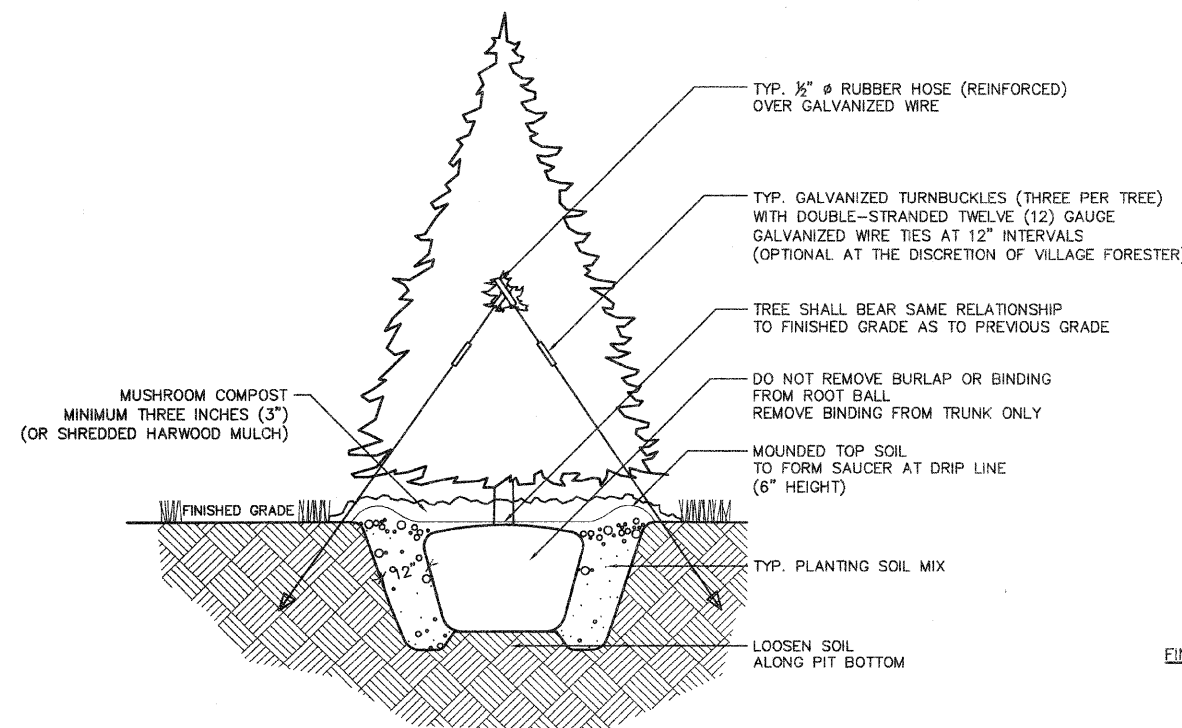 TYP. ½" ø RUBBER HOSE (REINFORCED)
OVER GALVANIZED WIRE
TYP. GALVANIZED TURNBUCKLES (THREE PER TREE)
WITH DOUBLE-STRANDED TWELVE (12) GAUGE
GALVANIZED WIRE TIES AT 12" INTERVALS
(OPTIONAL AT THE DISCRETION OF VILLAGE FORESTER)
TREE SHALL BEAR SAME RELATIONSHIP
TO FINISHED GRADE AS TO PREVIOUS GRADE
DO NOT REMOVE BURLAP OR BINDING
FROM ROOT BALL
REMOVE BINDING FROM TRUNK ONLY
MUSHROOM COMPOST
MINIMUM THREE INCHES (3")
(OR SHREDDED HARWOOD MULCH)
MOUNDED TOP SOIL
TO FORM SAUCER AT DRIP LINE
(6" HEIGHT)
FINISHED GRADE
12"
TYP. PLANTING SOIL MIX
LOOSEN SOIL
ALONG PIT BOTTOM